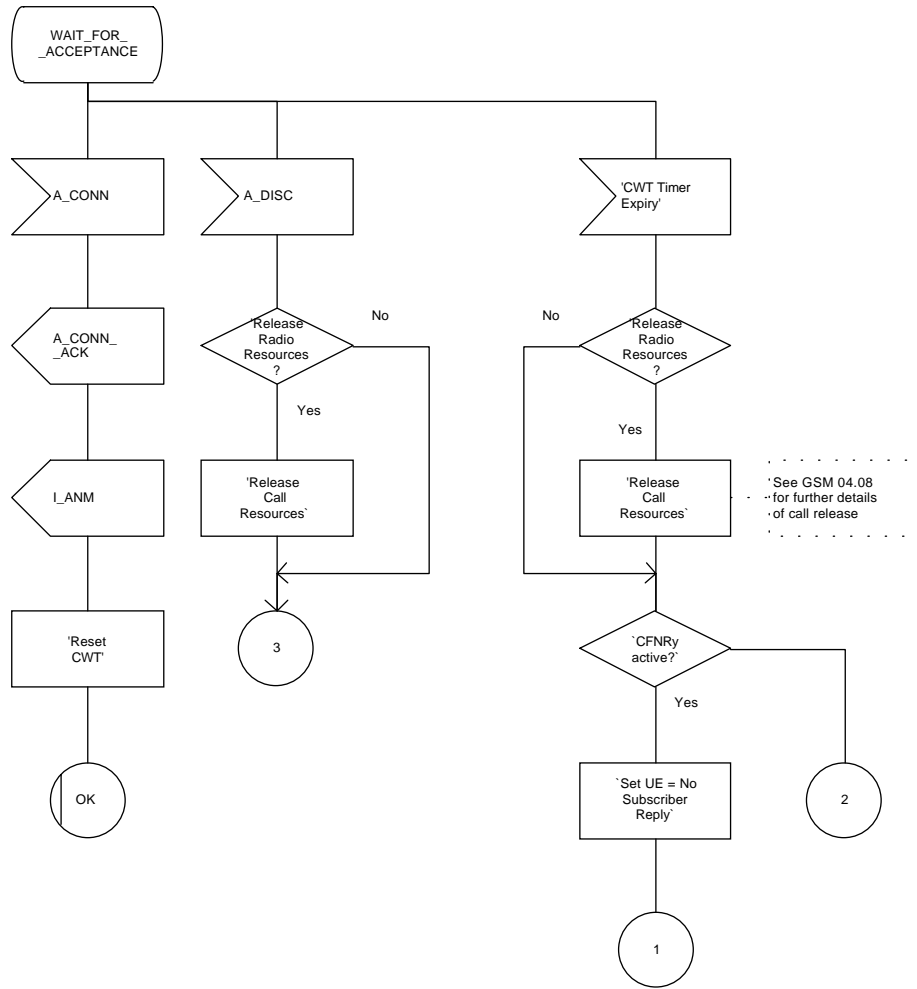 WAIT_FOR_
_ACCEPTANCE
A_CONN
A_DISC
'CWT Timer
Expiry'
A_CONN_
_ACK
'Release
Radio
Resources
?
No
Yes
No
'Release
Radio
Resources
?
Yes
I_ANM
'Release
Call
Resources`
'Release
Call
Resources`
See GSM 04.08
for further details
of call release
'Reset
CWT'
3
`CFNRy
active?`
Yes
OK
`Set UE = No
Subscriber
Reply`
2
1